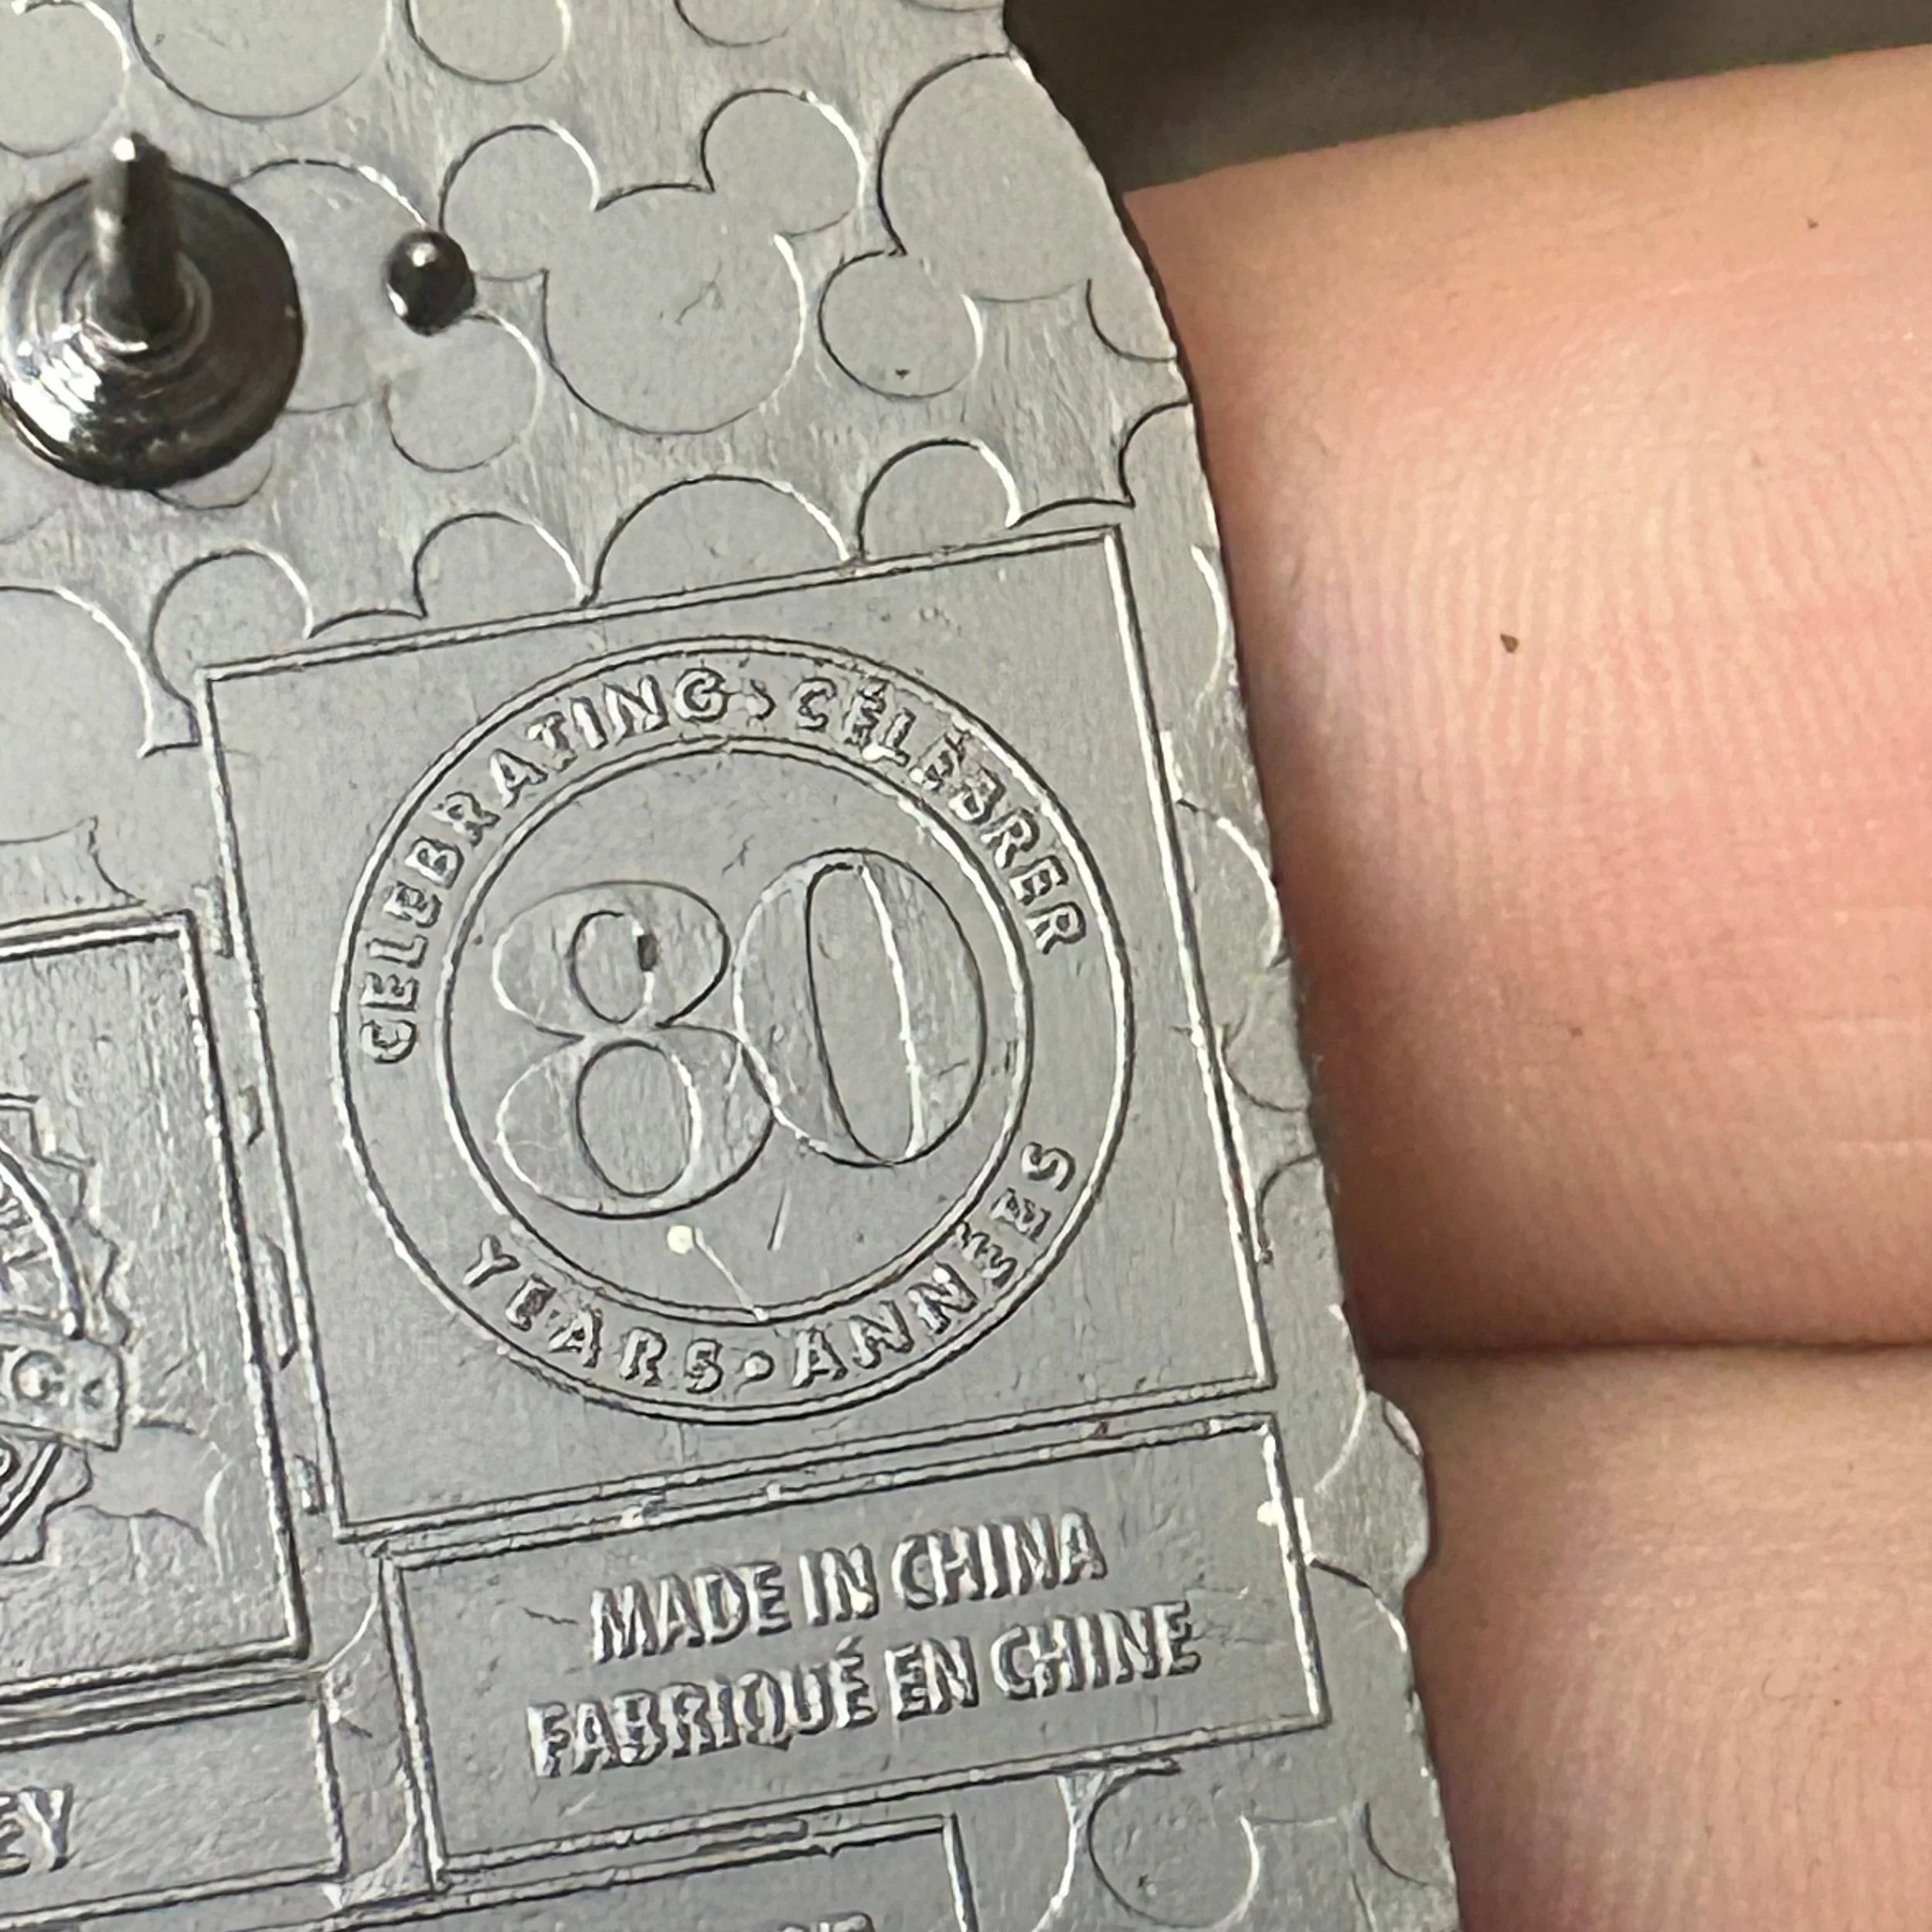 CELEBRATING • CÉLÉBRER
80
YEARS • ANNÉES
MADE IN CHINA
FABRIQUÉ EN CHINE